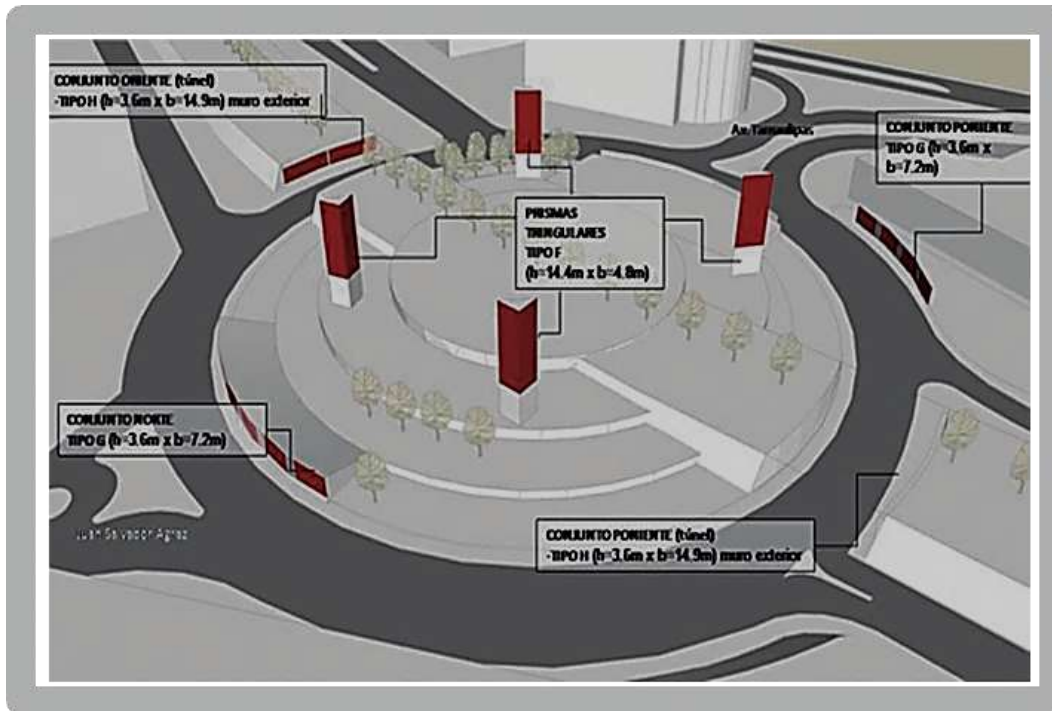 CONJUNTO ORIENTE (túnel)
-TIPO H (h=3.6m x b=14.9m) muro exterior
Av. Tamaulipas
CONJUNTO PONIENTE
TIPO G (h=3.6m x
b=7.2m)
PRISMAS
TRINGULARES
TIPO F
(h=14.4m x b=4.8m)
CONJUNTO NORTE
TIPO G (h=3.6m x b=7.2m)
Juan Salvador Agraz
CONJUNTO PONIENTE (túnel)
-TIPO H (h=3.6m x b=14.9m) muro exterior